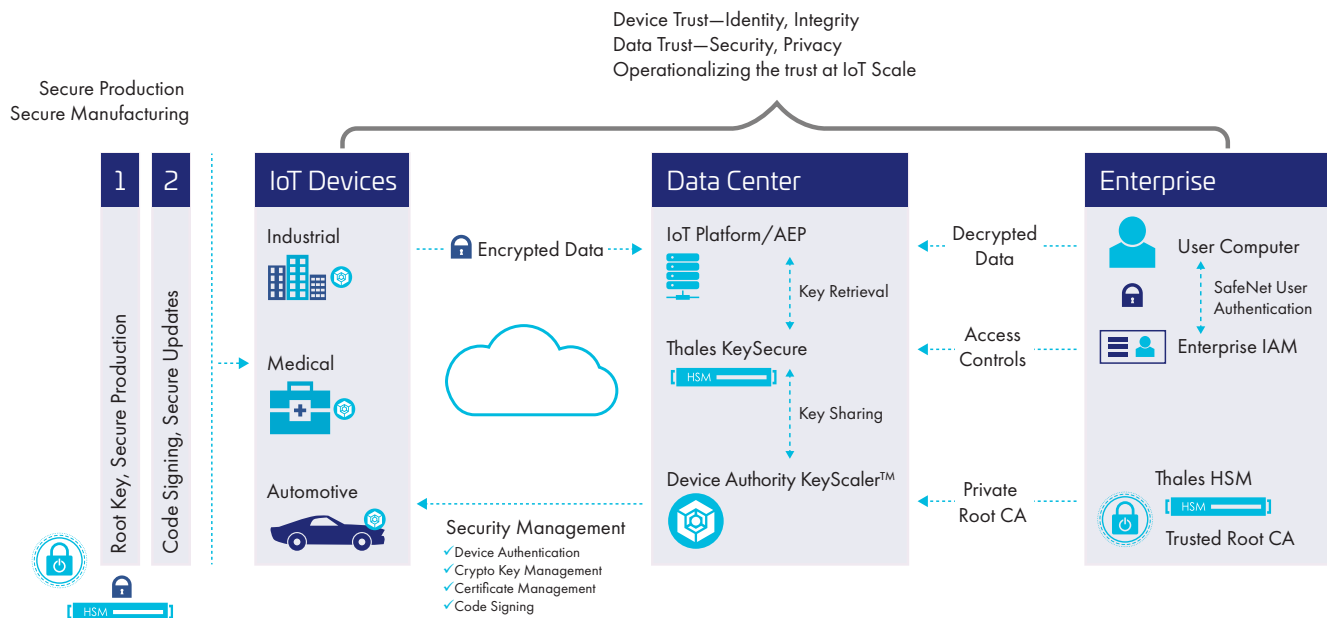 Device Trust—Identity, Integrity
Data Trust—Security, Privacy
Operationalizing the trust at IoT Scale
Secure Production
Secure Manufacturing
1
2
Root Key, Secure Production
Code Signing, Secure Updates
HSM
IoT Devices
Industrial
Medical
Automotive
Encrypted Data
Security Management
✓Device Authentication
✓Crypto Key Management
✓Certificate Management
✓Code Signing
Data Center
IoT Platform/AEP
Key Retrieval
Thales KeySecure
HSM
Key Sharing
Device Authority KeyScaler™
Decrypted
Data
Access
Controls
Private
Root CA
Enterprise
User Computer
SafeNet User
Authentication
Enterprise IAM
Thales HSM
HSM
Trusted Root CA